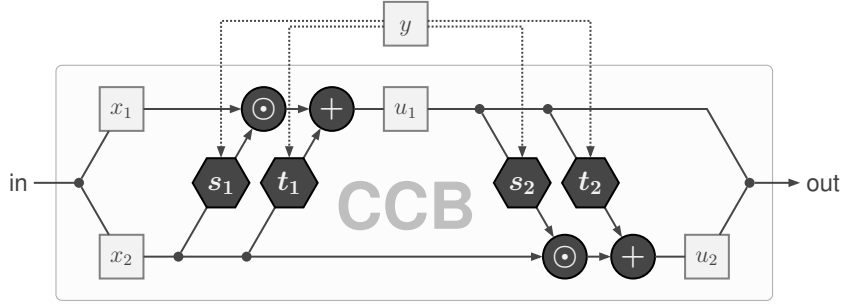 y
x₁
⊙
+
u₁
in
s₁
t₁
CCB
s₂
t₂
out
x₂
⊙
+
u₂